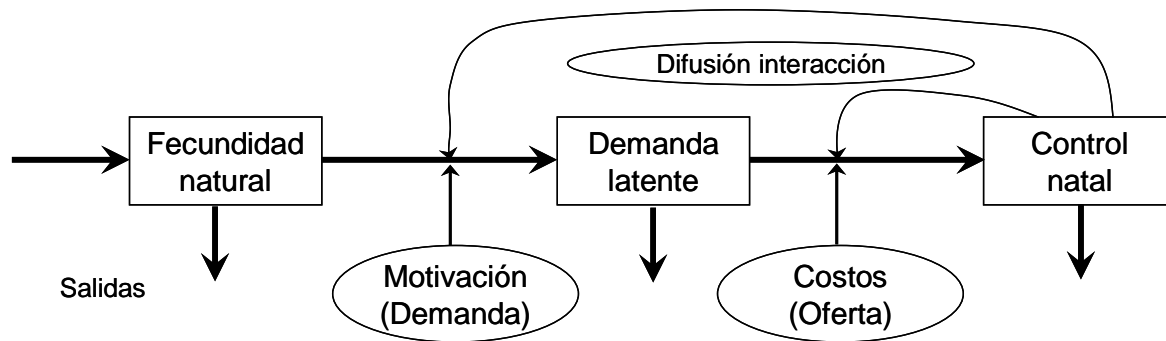 Difusión interacción
Fecundidad
natural
Demanda
latente
Control
natal
Salidas
Motivación
(Demanda)
Costos
(Oferta)